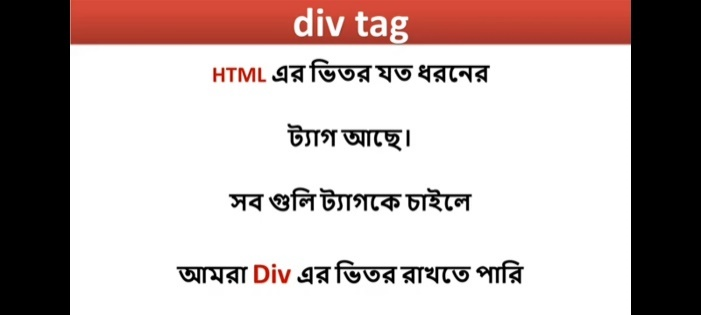 div tag
HTML এর ভিতর যত ধরনের
ট্যাগ আছে।
সব গুলি ট্যাগকে চাইলে
আমরা Div এর ভিতর রাখতে পারি